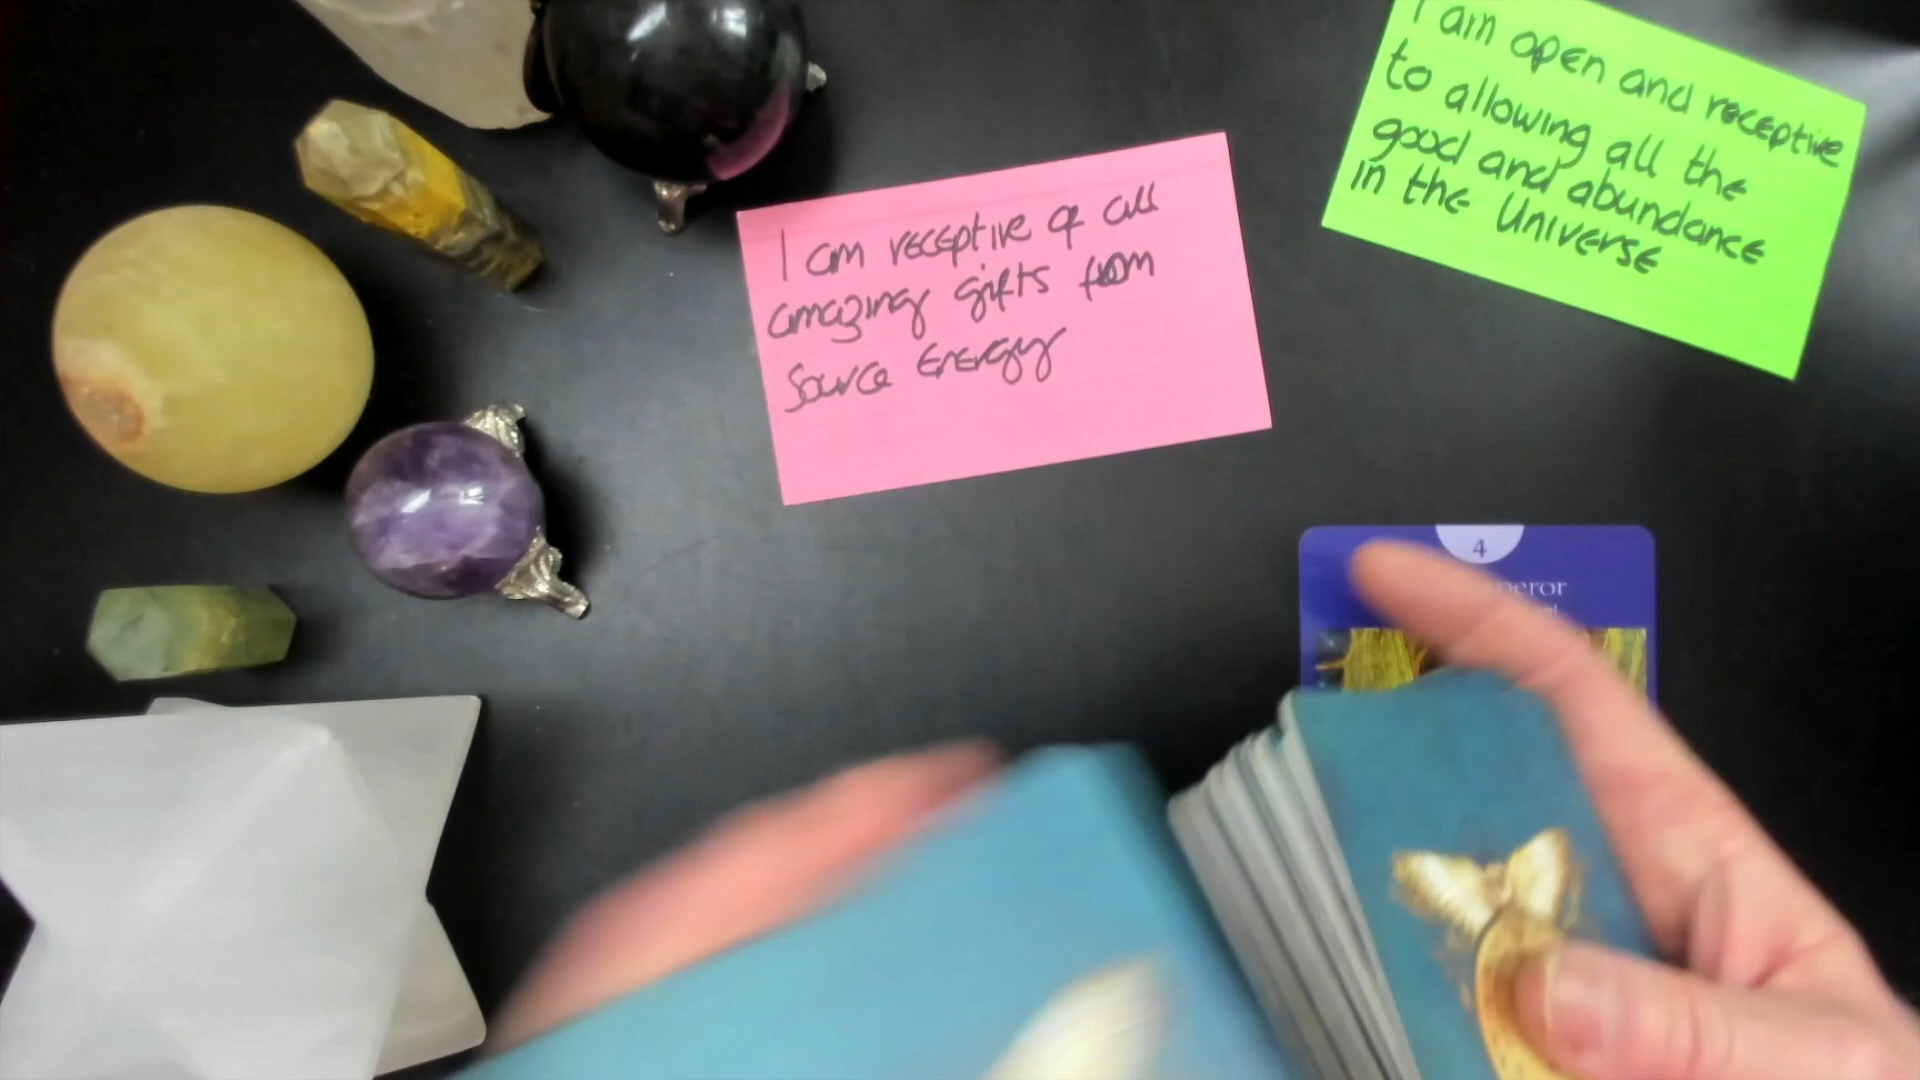 I am open and receptive
to allowing all the
good and abundance
in the Universe
I am receptive of all
amazing gifts from
Source Energy
4
peror